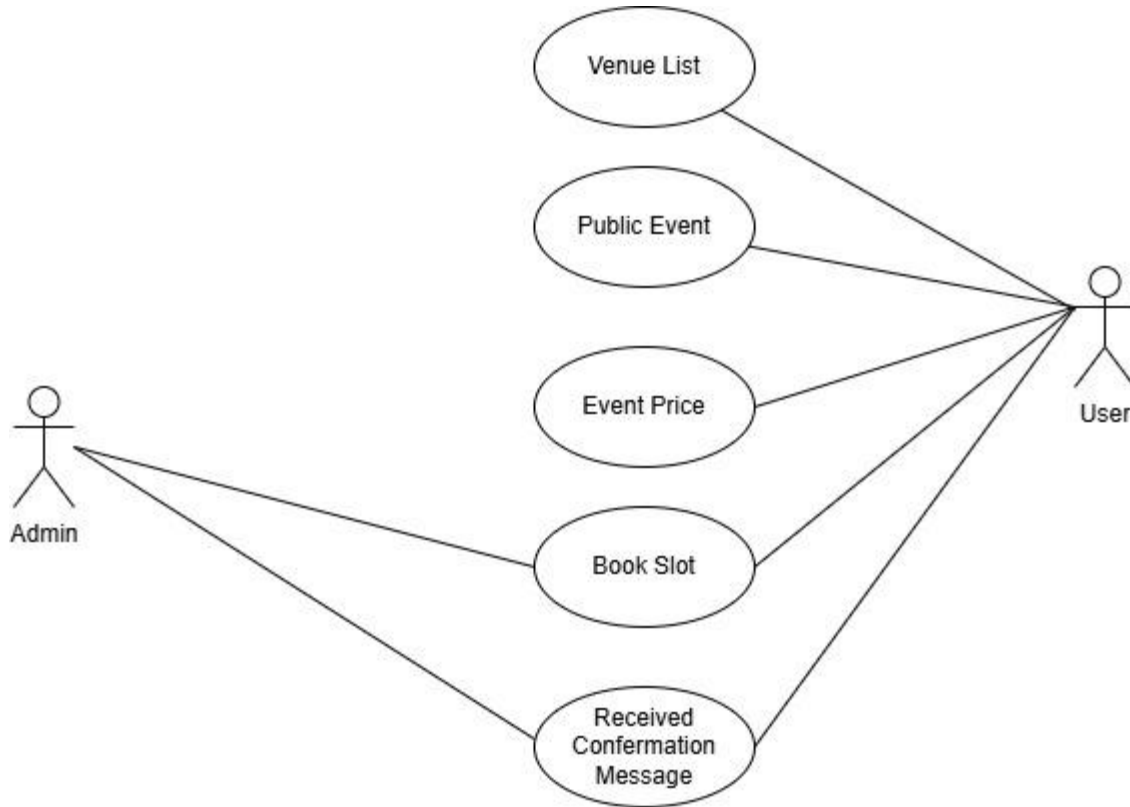 Venue List
Public Event
Event Price
User
Admin
Book Slot
Received
Confermation
Message